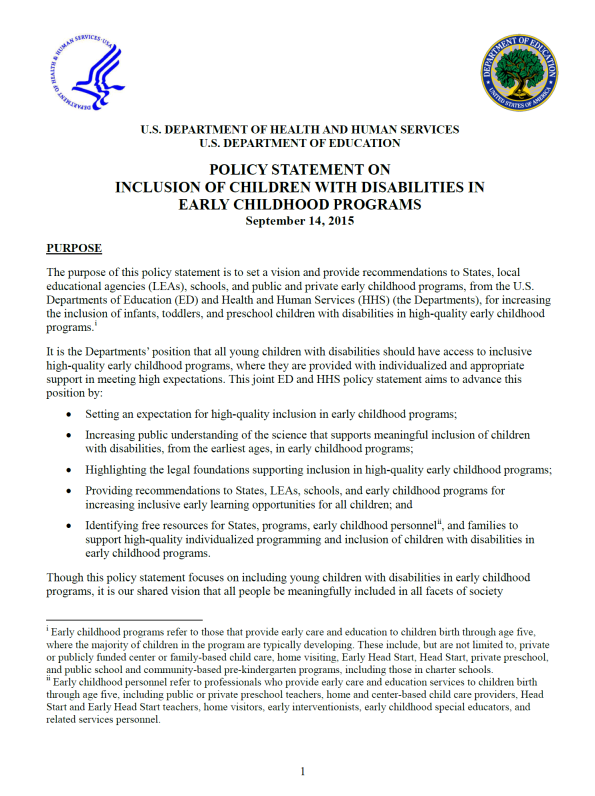 DEPARTMENT OF HEALTH & HUMAN SERVICES · USA
DEPARTMENT OF EDUCATION
UNITED STATES OF AMERICA
U.S. DEPARTMENT OF HEALTH AND HUMAN SERVICES
U.S. DEPARTMENT OF EDUCATION
POLICY STATEMENT ON
INCLUSION OF CHILDREN WITH DISABILITIES IN
EARLY CHILDHOOD PROGRAMS
September 14, 2015
PURPOSE
The purpose of this policy statement is to set a vision and provide recommendations to States, local
educational agencies (LEAs), schools, and public and private early childhood programs, from the U.S.
Departments of Education (ED) and Health and Human Services (HHS) (the Departments), for increasing
the inclusion of infants, toddlers, and preschool children with disabilities in high-quality early childhood
programs.i
It is the Departments' position that all young children with disabilities should have access to inclusive
high-quality early childhood programs, where they are provided with individualized and appropriate
support in meeting high expectations. This joint ED and HHS policy statement aims to advance this
position by:
• Setting an expectation for high-quality inclusion in early childhood programs;
• Increasing public understanding of the science that supports meaningful inclusion of children
with disabilities, from the earliest ages, in early childhood programs;
• Highlighting the legal foundations supporting inclusion in high-quality early childhood programs;
• Providing recommendations to States, LEAs, schools, and early childhood programs for
increasing inclusive early learning opportunities for all children; and
• Identifying free resources for States, programs, early childhood personnelii, and families to
support high-quality individualized programming and inclusion of children with disabilities in
early childhood programs.
Though this policy statement focuses on including young children with disabilities in early childhood
programs, it is our shared vision that all people be meaningfully included in all facets of society
i Early childhood programs refer to those that provide early care and education to children birth through age five,
where the majority of children in the program are typically developing. These include, but are not limited to, private
or publicly funded center or family-based child care, home visiting, Early Head Start, Head Start, private preschool,
and public school and community-based pre-kindergarten programs, including those in charter schools.
ii Early childhood personnel refer to professionals who provide early care and education services to children birth
through age five, including public or private preschool teachers, home and center-based child care providers, Head
Start and Early Head Start teachers, home visitors, early interventionists, early childhood special educators, and
related services personnel.
1